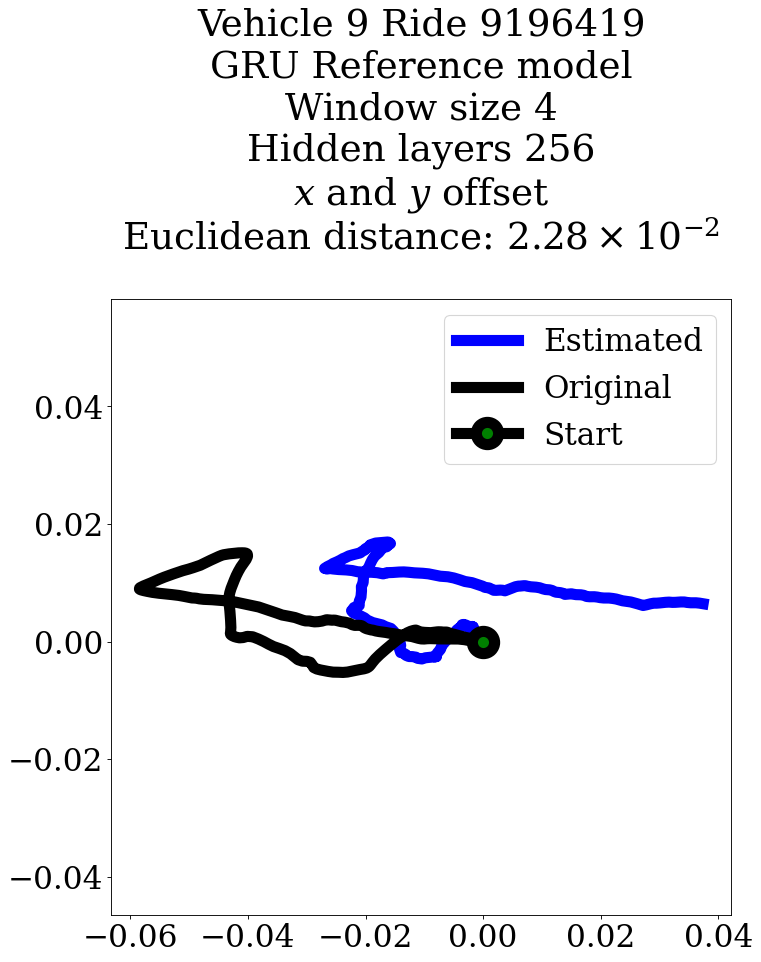 Vehicle 9 Ride 9196419
GRU Reference model
Window size 4
Hidden layers 256
x and y offset
Euclidean distance: 2.28 × 10⁻²
Estimated
Original
Start
0.04
0.02
0.00
−0.02
−0.04
−0.06 −0.04 −0.02 0.00 0.02 0.04